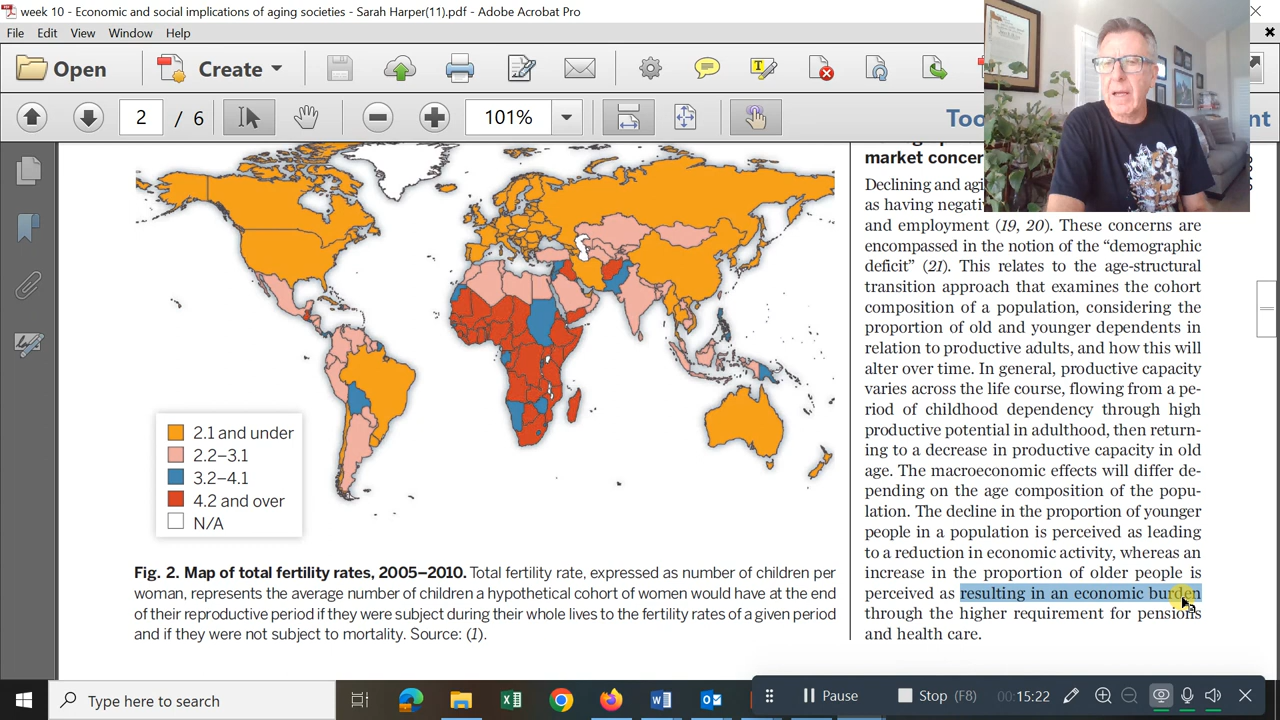 week 10 - Economic and social implications of aging societies - Sarah Harper(11).pdf - Adobe Acrobat Pro
File Edit View Window Help
Open Create
2 / 6 101%
2.1 and under
2.2–3.1
3.2–4.1
4.2 and over
N/A
Fig. 2. Map of total fertility rates, 2005–2010. Total fertility rate, expressed as number of children per
woman, represents the average number of children a hypothetical cohort of women would have at the end
of their reproductive period if they were subject during their whole lives to the fertility rates of a given period
and if they were not subject to mortality. Source: (1).
market concer
Declining and agi
as having negativ
and employment (19, 20). These concerns are
encompassed in the notion of the “demographic
deficit” (21). This relates to the age-structural
transition approach that examines the cohort
composition of a population, considering the
proportion of old and younger dependents in
relation to productive adults, and how this will
alter over time. In general, productive capacity
varies across the life course, flowing from a pe-
riod of childhood dependency through high
productive potential in adulthood, then return-
ing to a decrease in productive capacity in old
age. The macroeconomic effects will differ de-
pending on the age composition of the popu-
lation. The decline in the proportion of younger
people in a population is perceived as leading
to a reduction in economic activity, whereas an
increase in the proportion of older people is
perceived as resulting in an economic burden
through the higher requirement for pensions
and health care.
Type here to search
Pause Stop (F8) 00:15:22